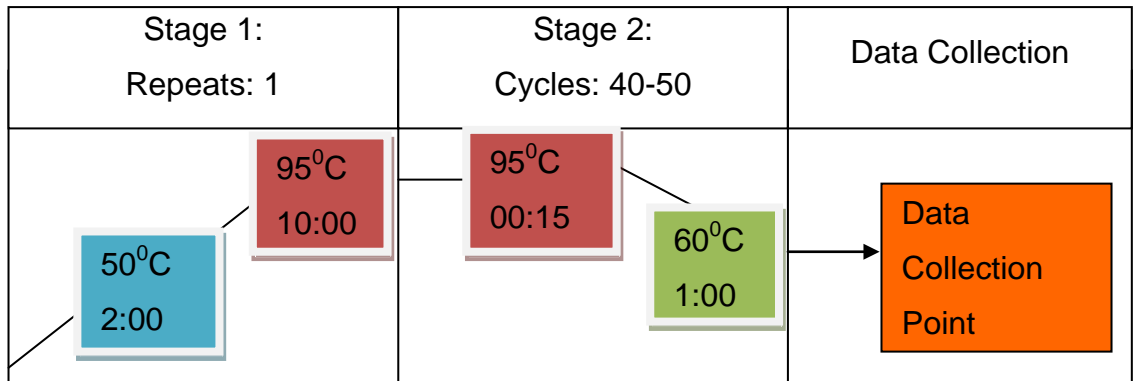 Stage 1:
Repeats: 1
Stage 2:
Cycles: 40-50
Data Collection
50⁰C
2:00
95⁰C
10:00
95⁰C
00:15
60⁰C
1:00
Data
Collection
Point